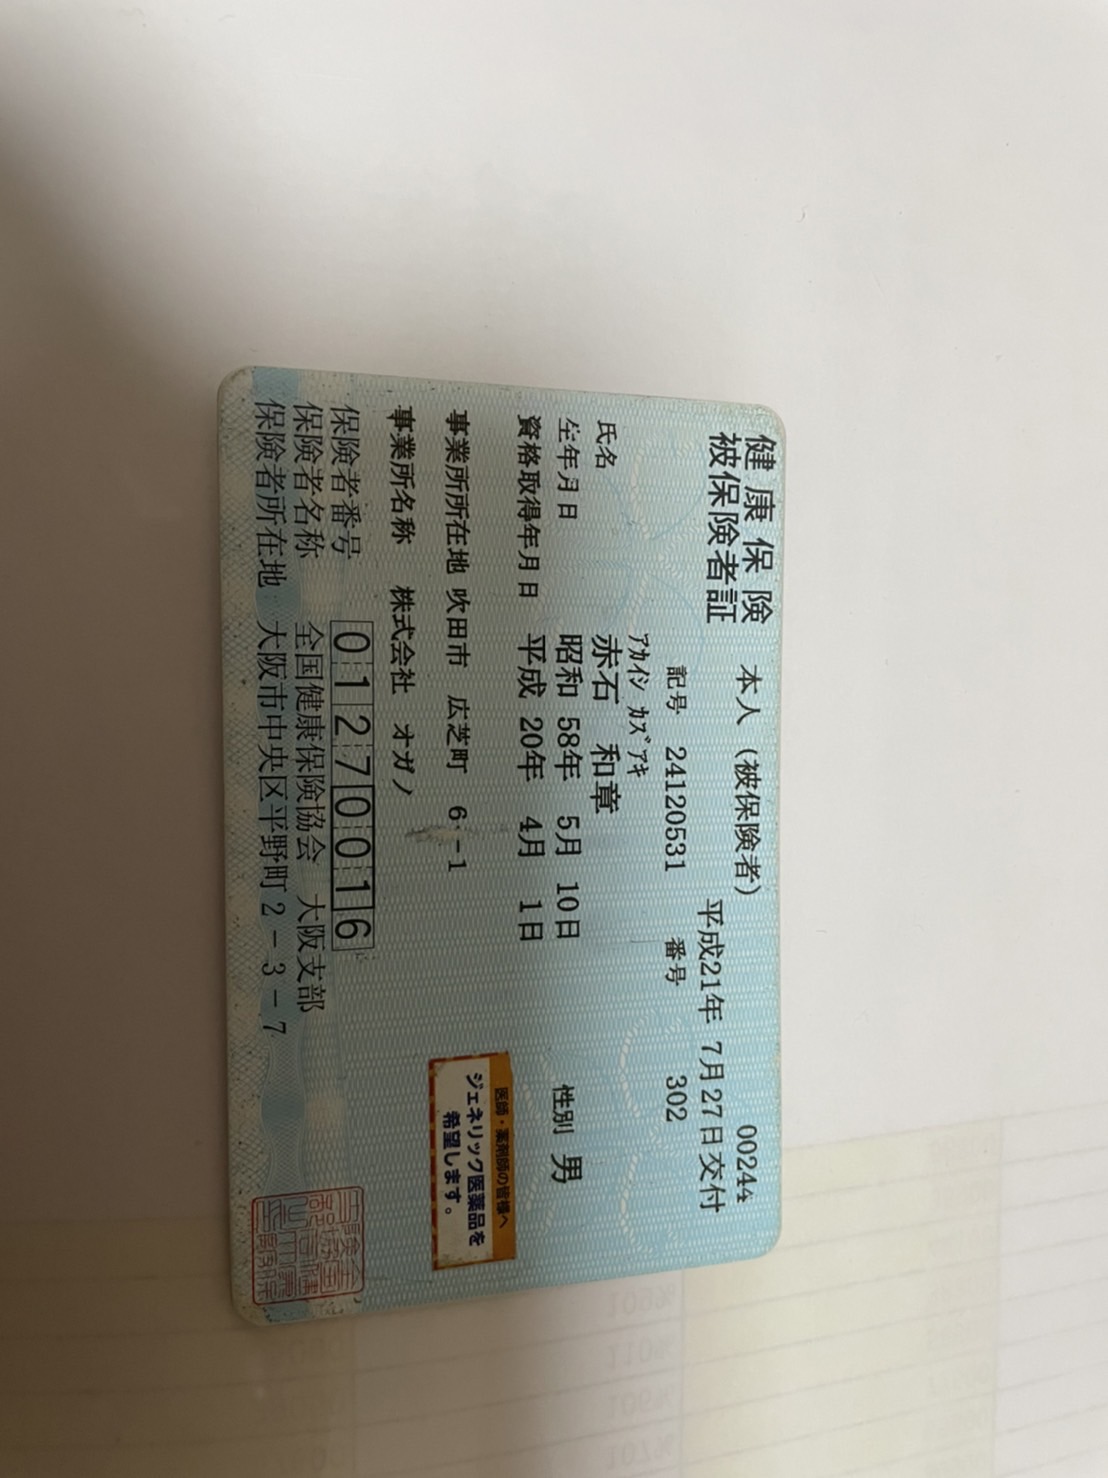 健康保険
被保険者証
本人（被保険者）
00244
平成21年 7月27日交付
記号 24120531 番号 302
ｱｶｲｼ ｶｽﾞｱｷ
氏名 赤石 和章
生年月日 昭和 58年 5月 10日 性別 男
資格取得年月日 平成 20年 4月 1日
事業所所在地 吹田市 広芝町 6-1
事業所名称 株式会社 オガノ
保険者番号 01270016
保険者名称 全国健康保険協会 大阪支部
保険者所在地 大阪市中央区平野町2-3-7
医師・薬剤師の皆様へ
ジェネリック医薬品を
希望します。